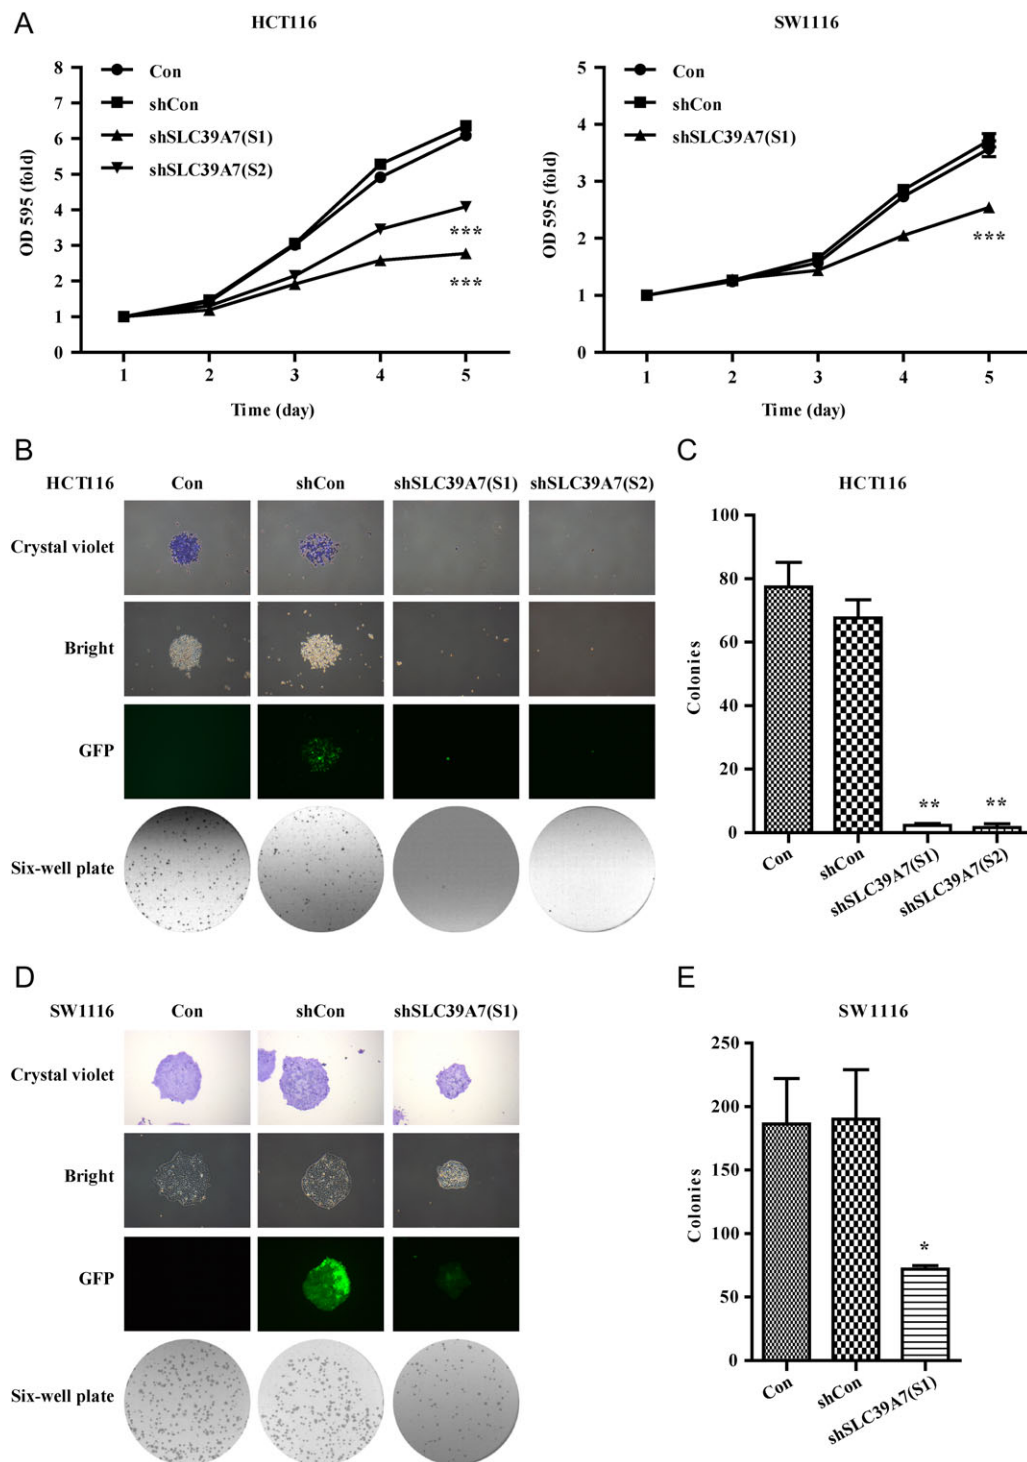 A
HCT116
SW1116
OD 595 (fold)
8
7
6
5
4
3
2
1
0
Con
shCon
shSLC39A7(S1)
shSLC39A7(S2)
***
***
1 2 3 4 5
Time (day)
OD 595 (fold)
5
4
3
2
1
0
Con
shCon
shSLC39A7(S1)
***
1 2 3 4 5
Time (day)
B
HCT116 Con shCon shSLC39A7(S1) shSLC39A7(S2)
Crystal violet
Bright
GFP
Six-well plate
C
HCT116
Colonies
100
80
60
40
20
0
** **
Con shCon shSLC39A7(S1) shSLC39A7(S2)
D
SW1116 Con shCon shSLC39A7(S1)
Crystal violet
Bright
GFP
Six-well plate
E
SW1116
Colonies
250
200
150
100
50
0
*
Con shCon shSLC39A7(S1)